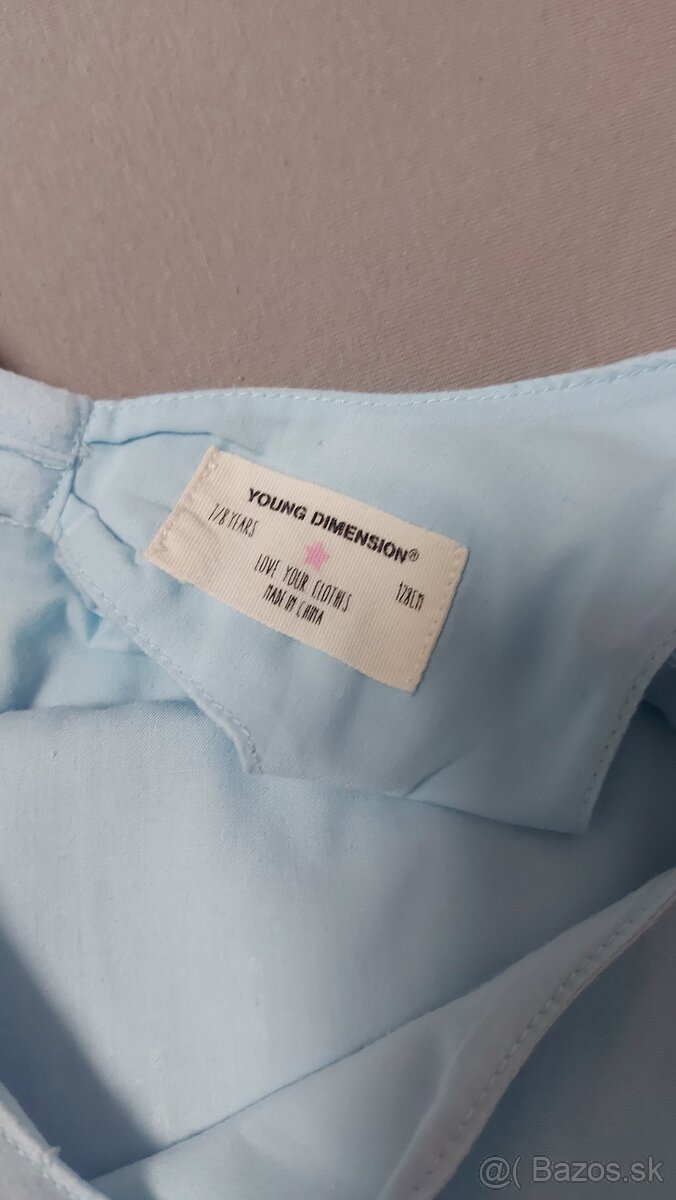 YOUNG DIMENSION®
7/8 YEARS
LOVE YOUR CLOTHES
128CM
MADE IN CHINA
@( Bazos.sk